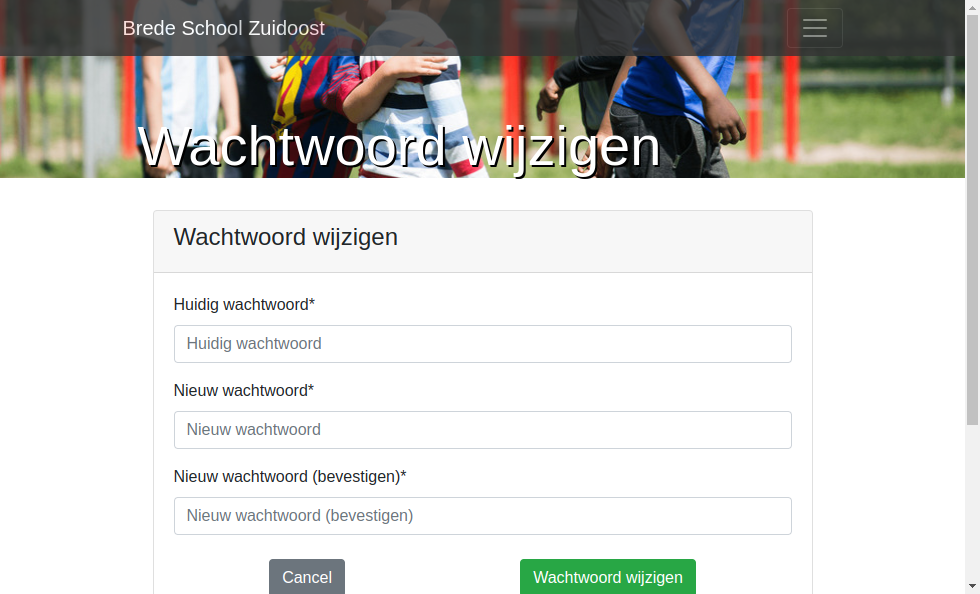 Brede School Zuidoost
Wachtwoord wijzigen
Wachtwoord wijzigen
Huidig wachtwoord*
Huidig wachtwoord
Nieuw wachtwoord*
Nieuw wachtwoord
Nieuw wachtwoord (bevestigen)*
Nieuw wachtwoord (bevestigen)
Cancel Wachtwoord wijzigen